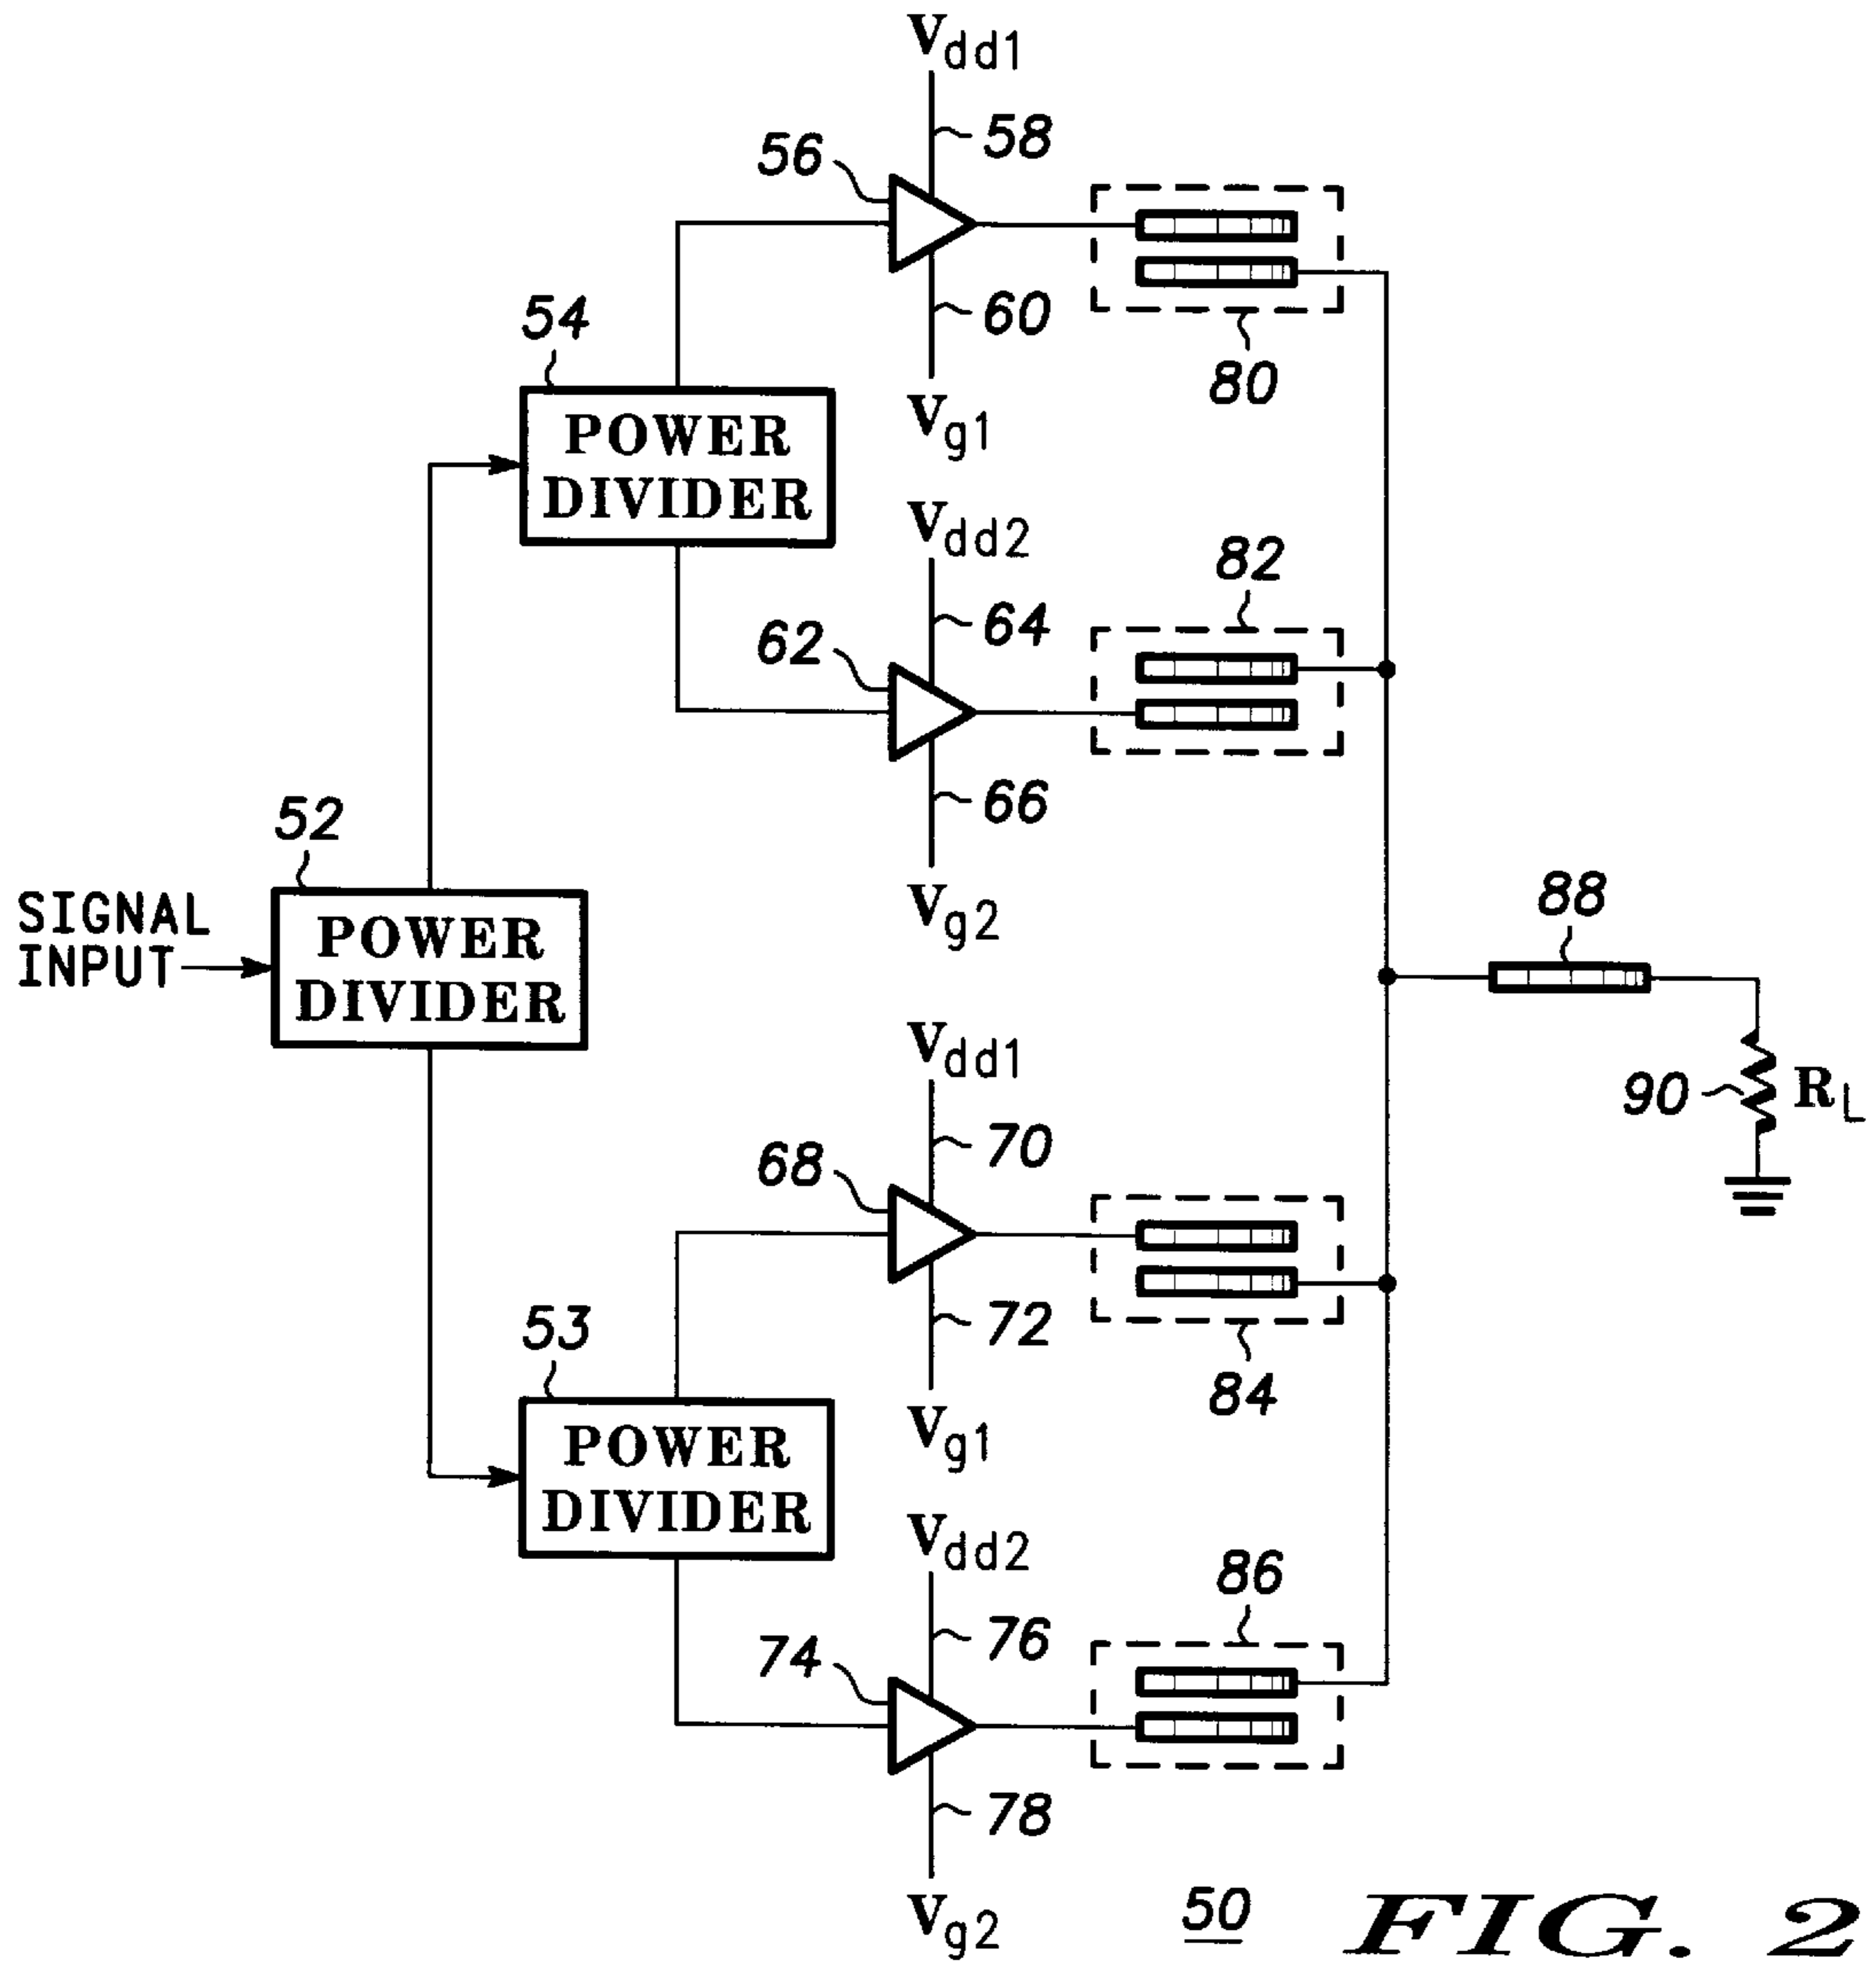 Vdd1
56
58
54
60
80
POWER
DIVIDER
Vg1
Vdd2
82
62
64
52
66
88
SIGNAL
INPUT
POWER
DIVIDER
Vg2
Vdd1
90
RL
68
70
53
72
84
POWER
DIVIDER
Vg1
Vdd2
86
74
76
78
Vg2
50
FIG. 2